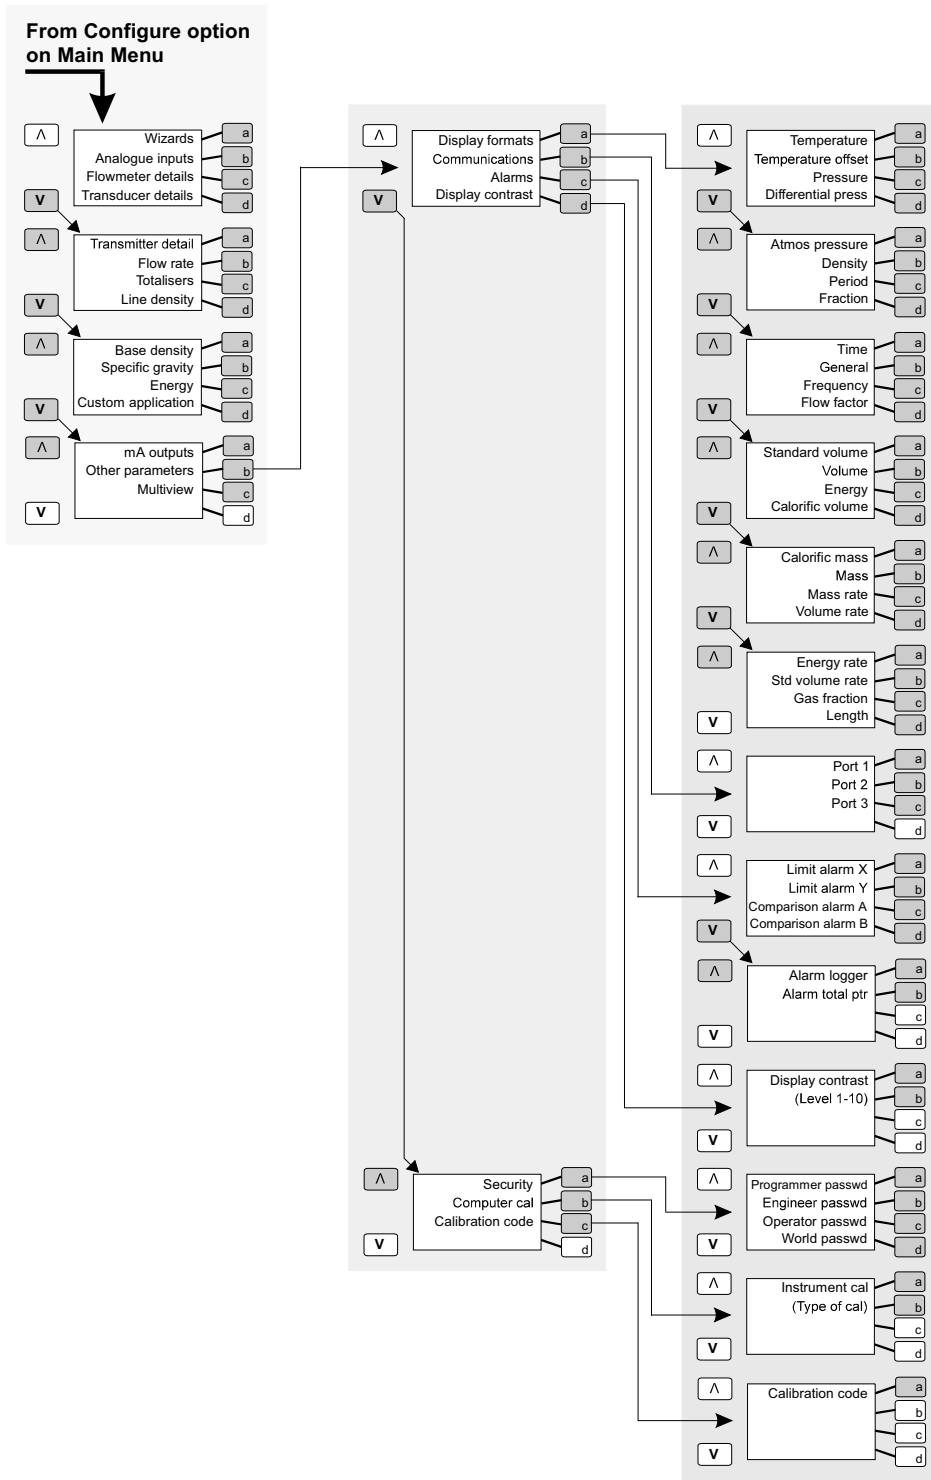 From Configure option
on Main Menu
Λ
Wizards a
Analogue inputs b
Flowmeter details c
Transducer details d
V
Λ
Transmitter detail a
Flow rate b
Totalisers c
Line density d
V
Λ
Base density a
Specific gravity b
Energy c
Custom application d
V
Λ
mA outputs a
Other parameters b
Multiview c
d
V
Λ
Display formats a
Communications b
Alarms c
Display contrast d
V
Λ
Security a
Computer cal b
Calibration code c
d
V
Λ
Temperature a
Temperature offset b
Pressure c
Differential press d
V
Λ
Atmos pressure a
Density b
Period c
Fraction d
V
Λ
Time a
General b
Frequency c
Flow factor d
V
Λ
Standard volume a
Volume b
Energy c
Calorific volume d
V
Λ
Calorific mass a
Mass b
Mass rate c
Volume rate d
V
Λ
Energy rate a
Std volume rate b
Gas fraction c
Length d
V
Λ
Port 1 a
Port 2 b
Port 3 c
d
V
Λ
Limit alarm X a
Limit alarm Y b
Comparison alarm A c
Comparison alarm B d
V
Λ
Alarm logger a
Alarm total ptr b
c
d
V
Λ
Display contrast a
(Level 1-10) b
c
d
V
Λ
Programmer passwd a
Engineer passwd b
Operator passwd c
World passwd d
V
Λ
Instrument cal a
(Type of cal) b
c
d
V
Λ
Calibration code a
b
c
d
V